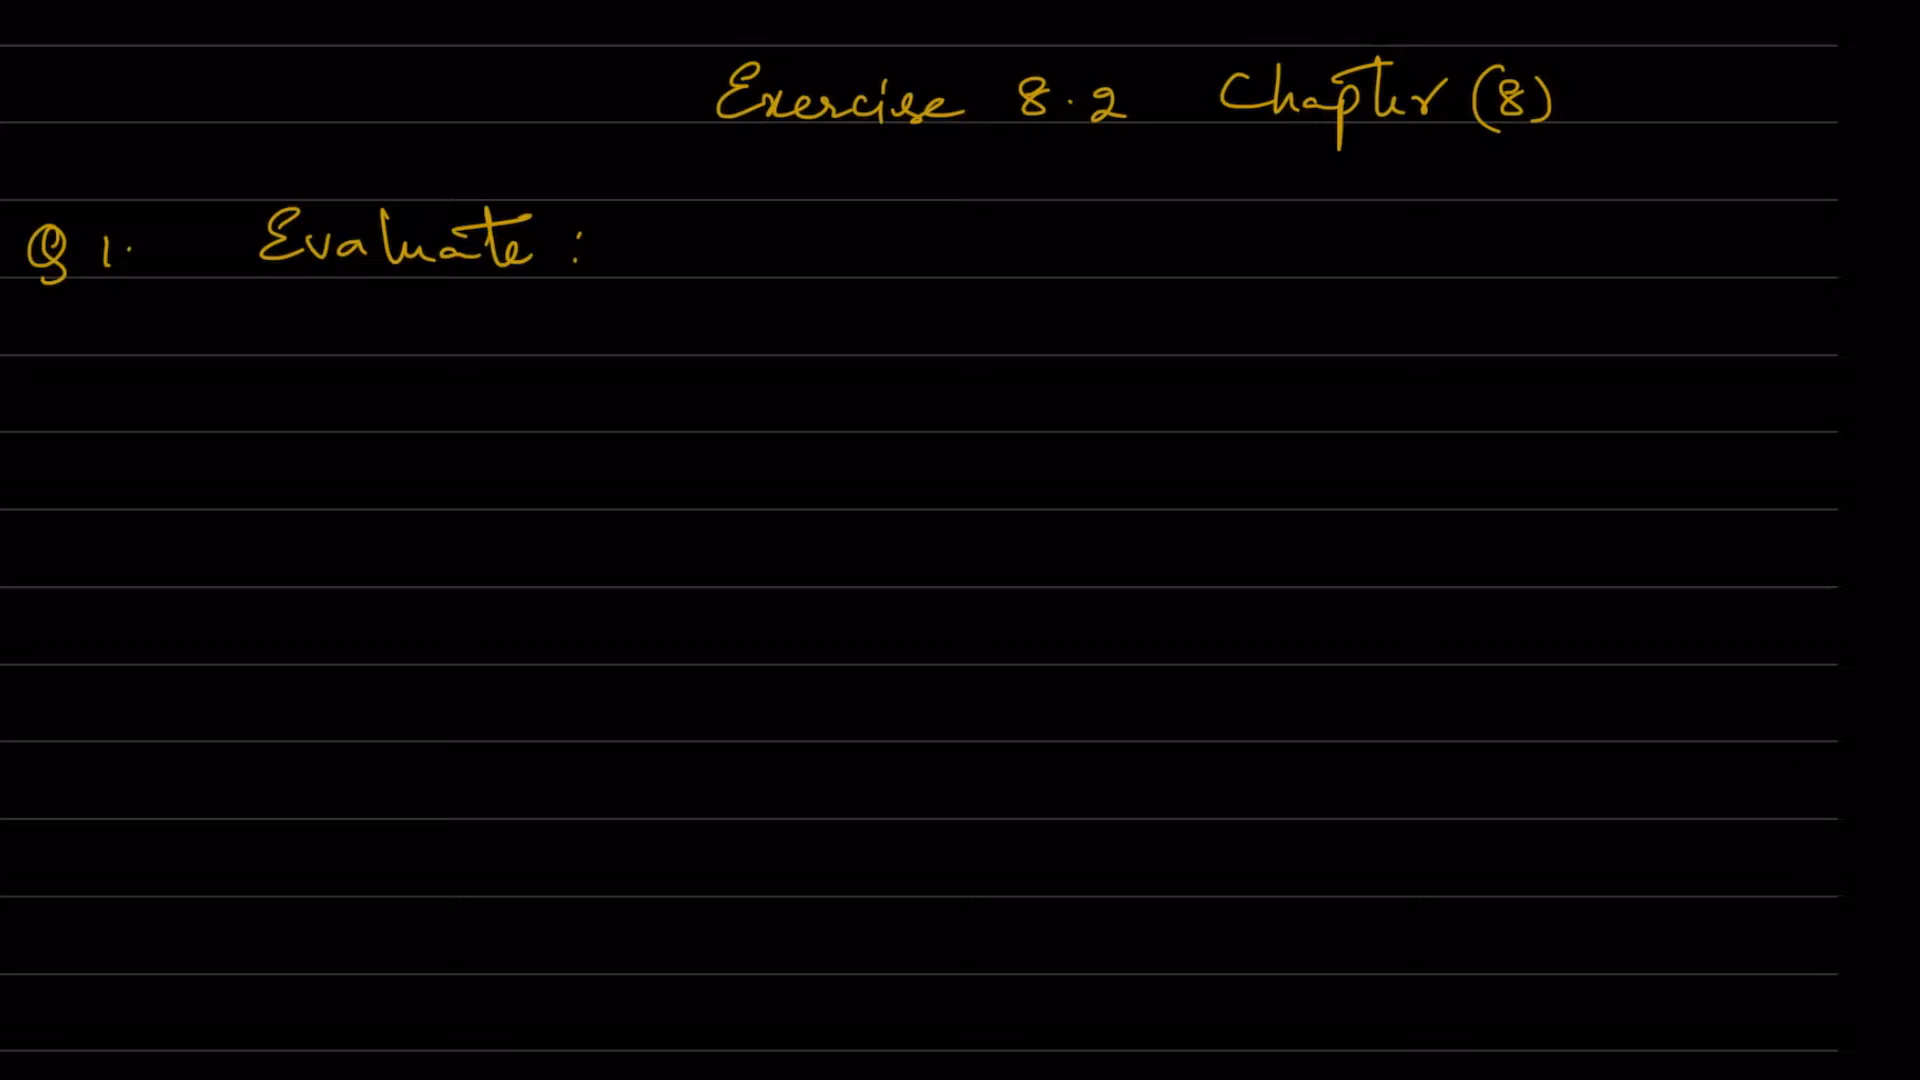 Exercise 8.2 Chapter (8)
Q 1. Evaluate :